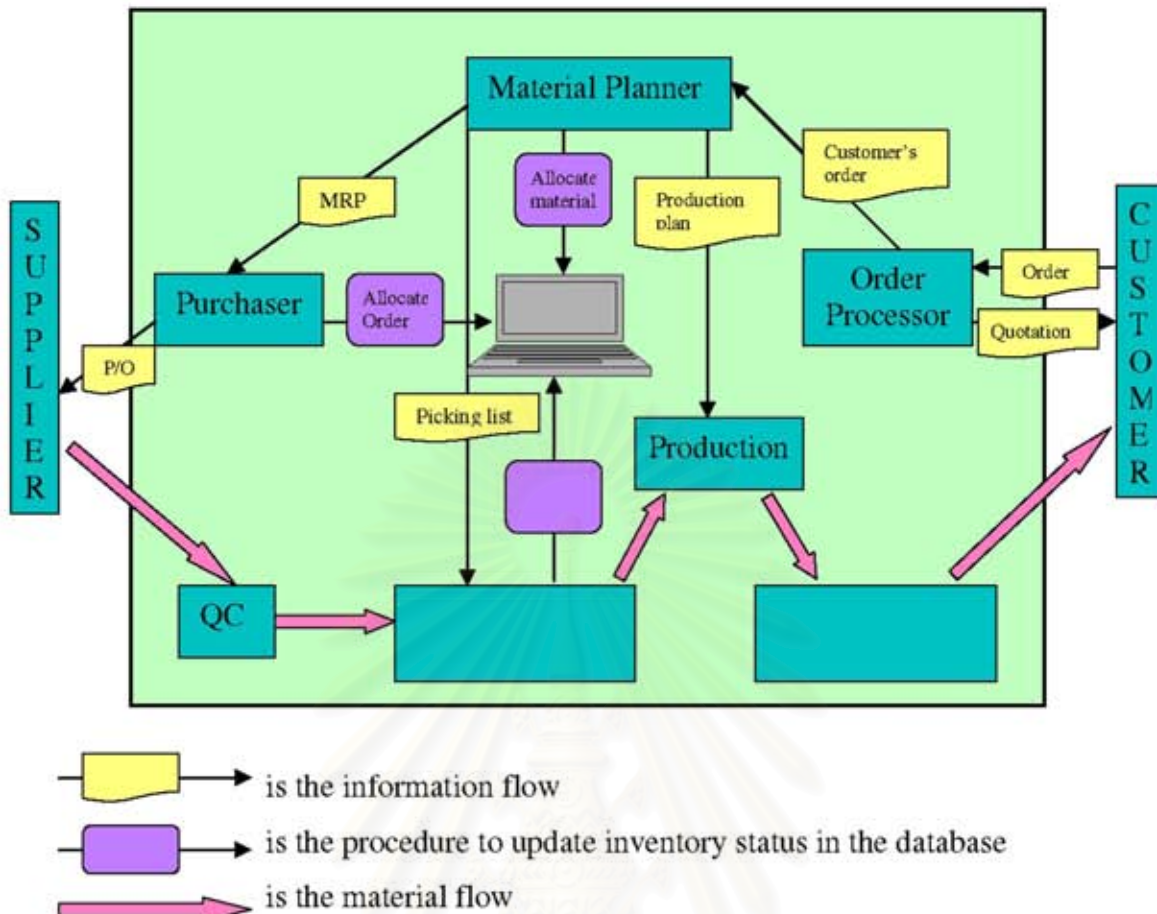 Material Planner
Customer's
order
Allocate
material
Production
plan
MRP
SUPPLIER
CUSTOMER
Purchaser
Allocate
Order
Order
Processor
Order
Quotation
P/O
Picking list
Production
QC
is the information flow
is the procedure to update inventory status in the database
is the material flow